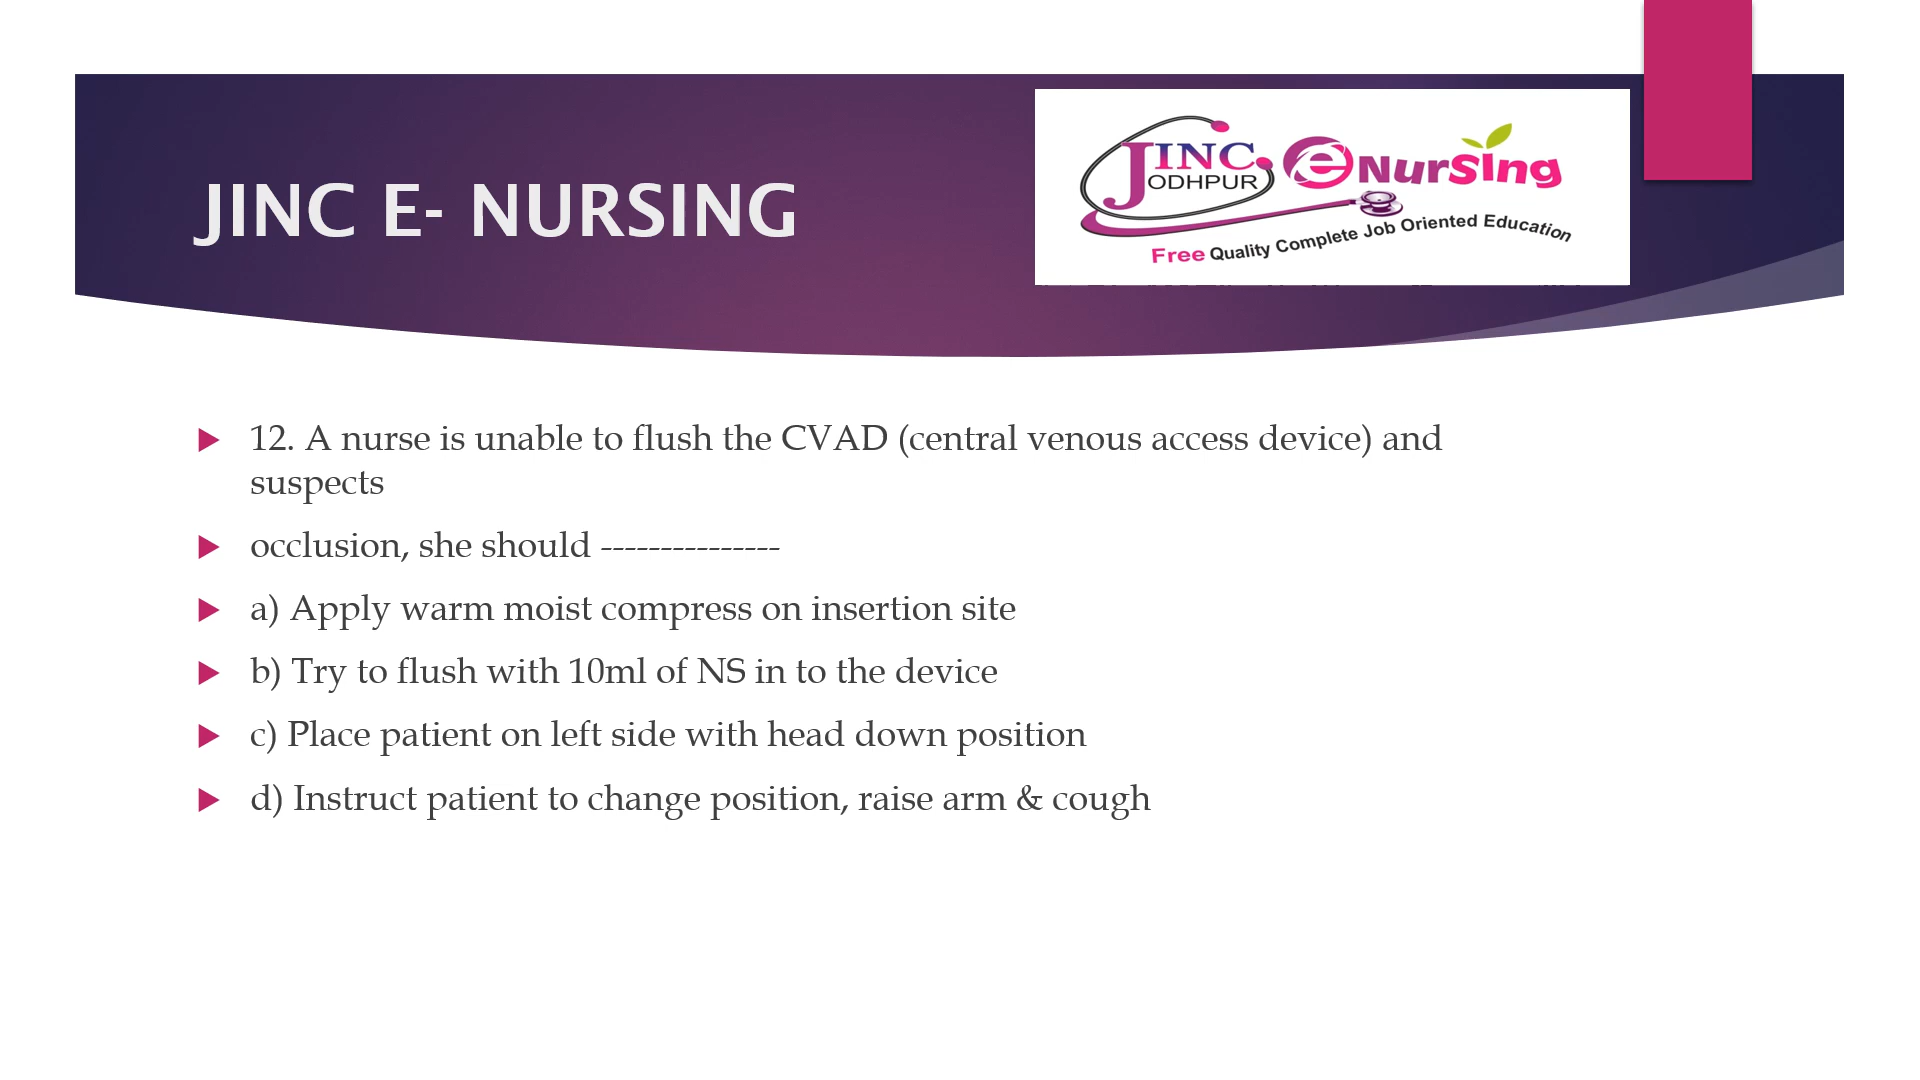 JINC E- NURSING
JINC eNursing
JODHPUR
Free Quality Complete Job Oriented Education
12. A nurse is unable to flush the CVAD (central venous access device) and
suspects
occlusion, she should ---------------
a) Apply warm moist compress on insertion site
b) Try to flush with 10ml of NS in to the device
c) Place patient on left side with head down position
d) Instruct patient to change position, raise arm & cough